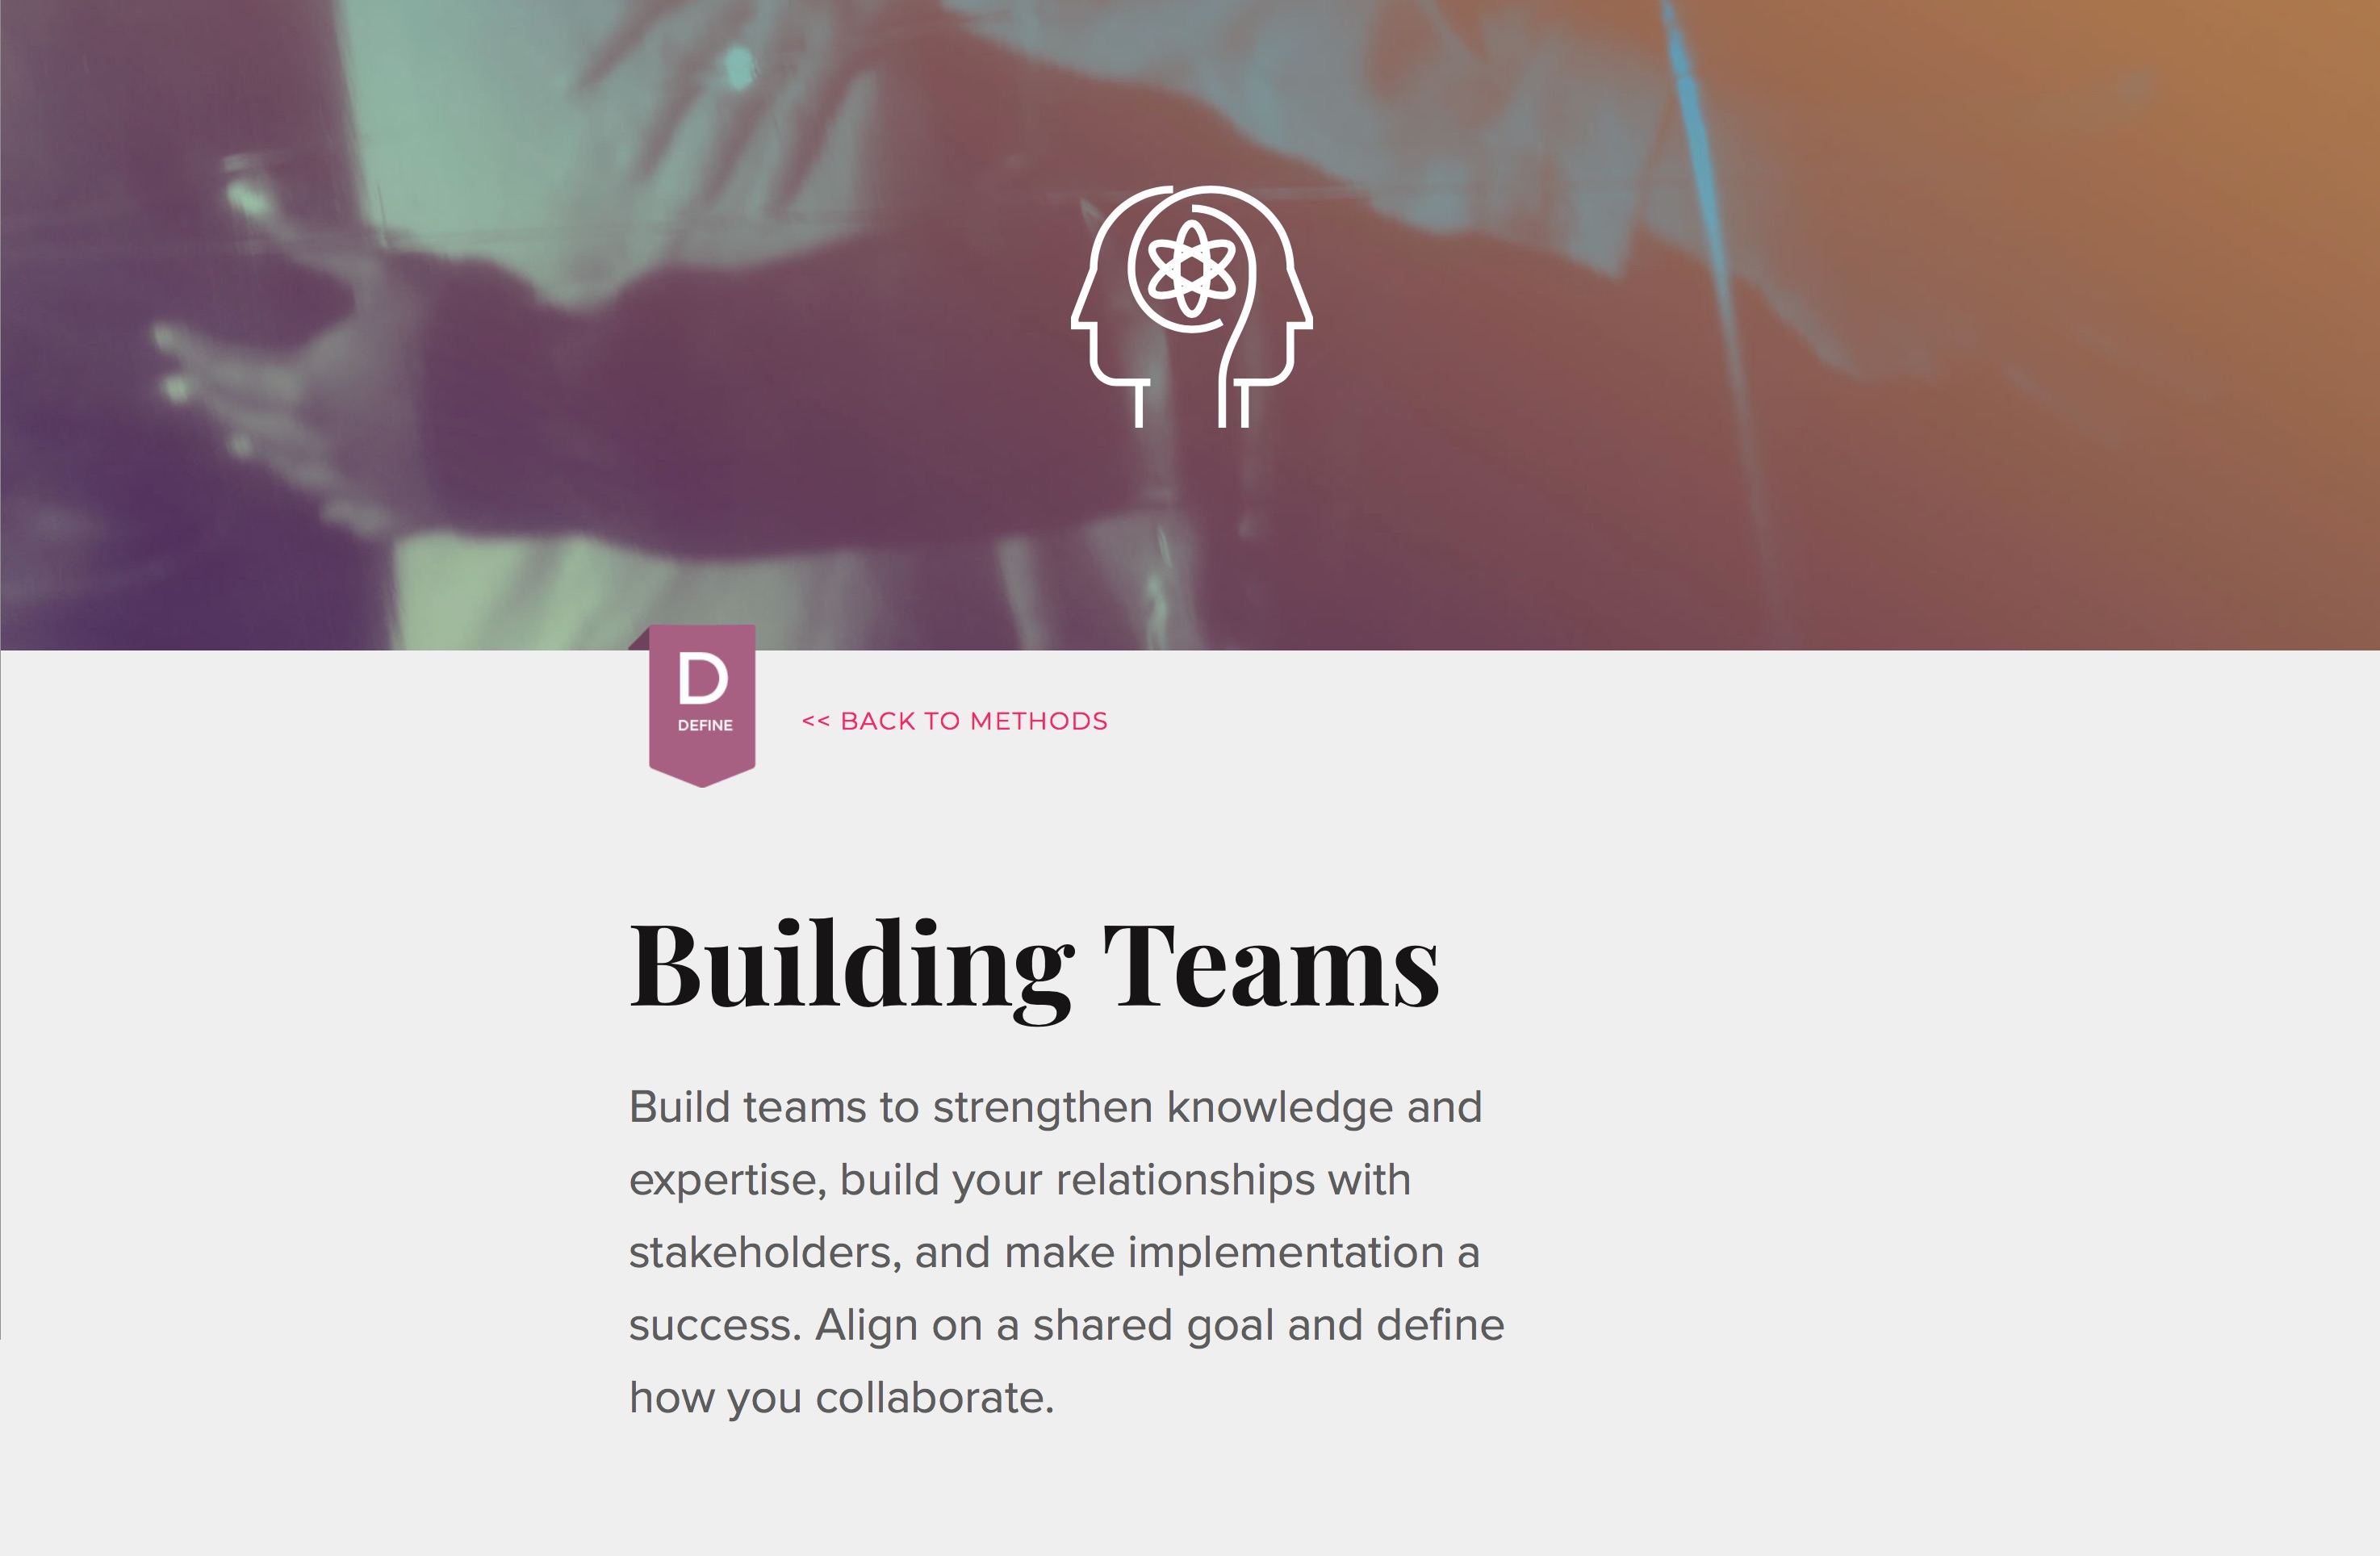 D
DEFINE
<< BACK TO METHODS
Building Teams
Build teams to strengthen knowledge and
expertise, build your relationships with
stakeholders, and make implementation a
success. Align on a shared goal and define
how you collaborate.